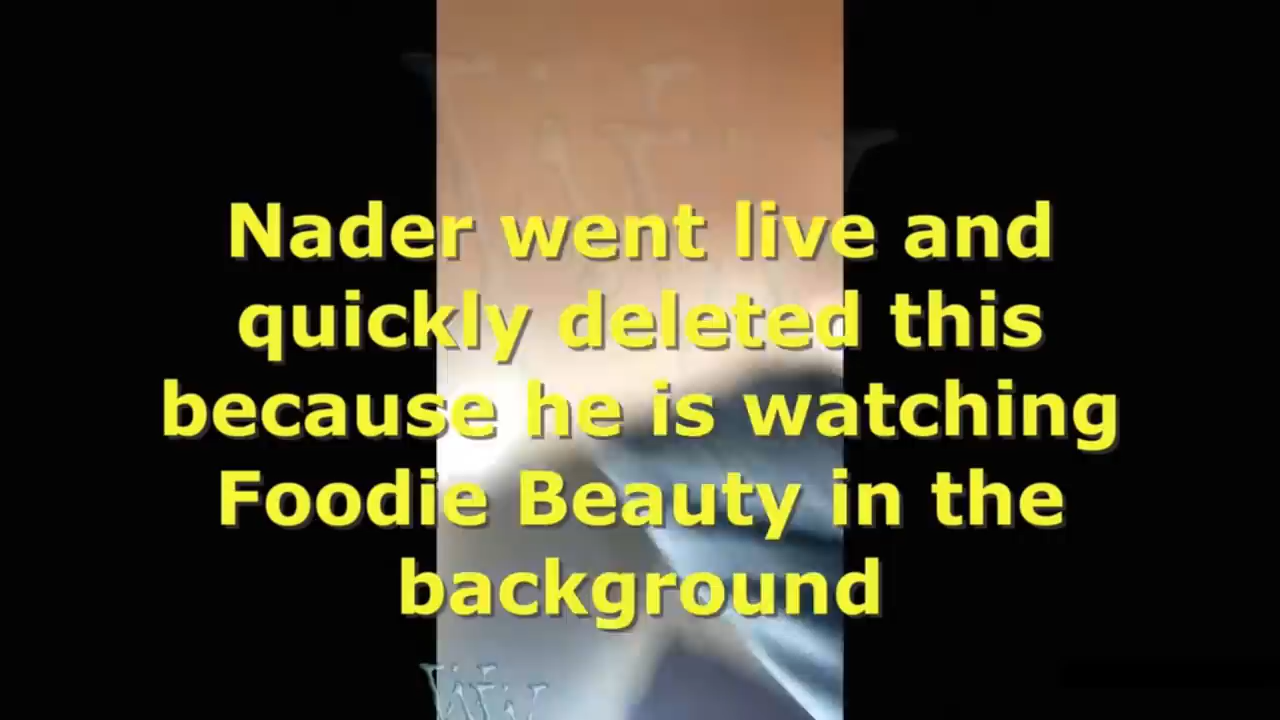 Nader went live and
quickly deleted this
because he is watching
Foodie Beauty in the
background